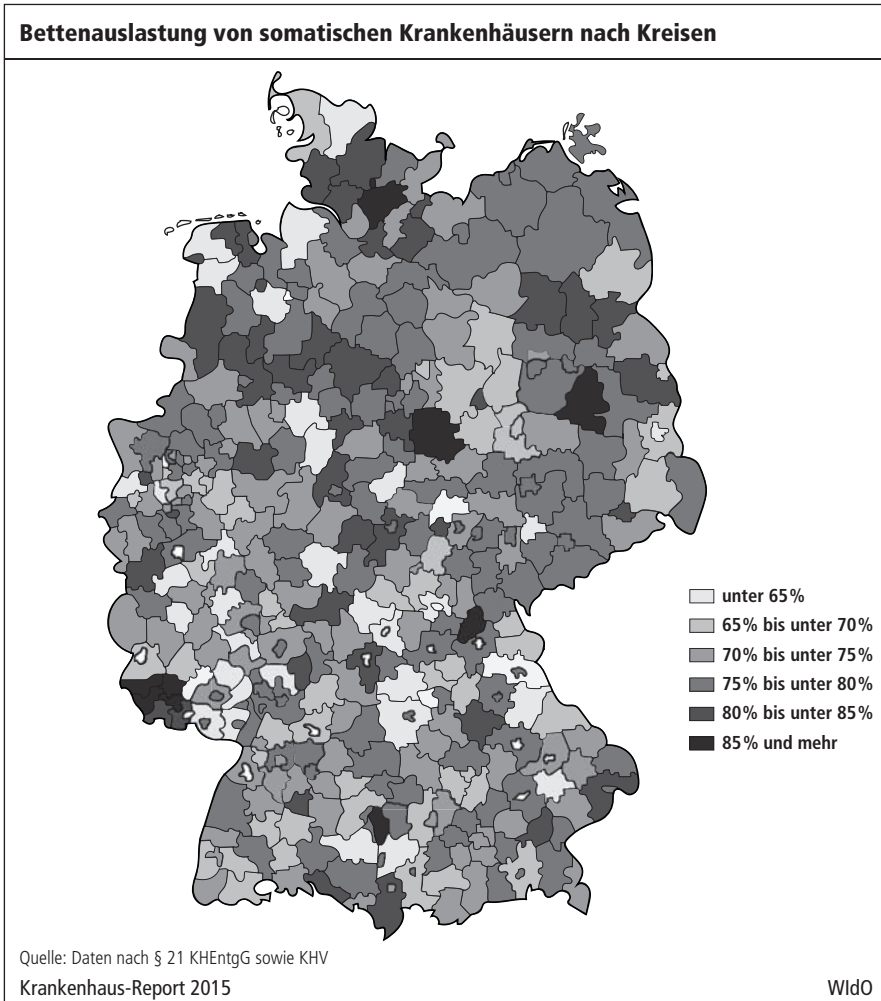 Bettenauslastung von somatischen Krankenhäusern nach Kreisen
unter 65%
65% bis unter 70%
70% bis unter 75%
75% bis unter 80%
80% bis unter 85%
85% und mehr
Quelle: Daten nach § 21 KHEntgG sowie KHV
Krankenhaus-Report 2015 WIdO